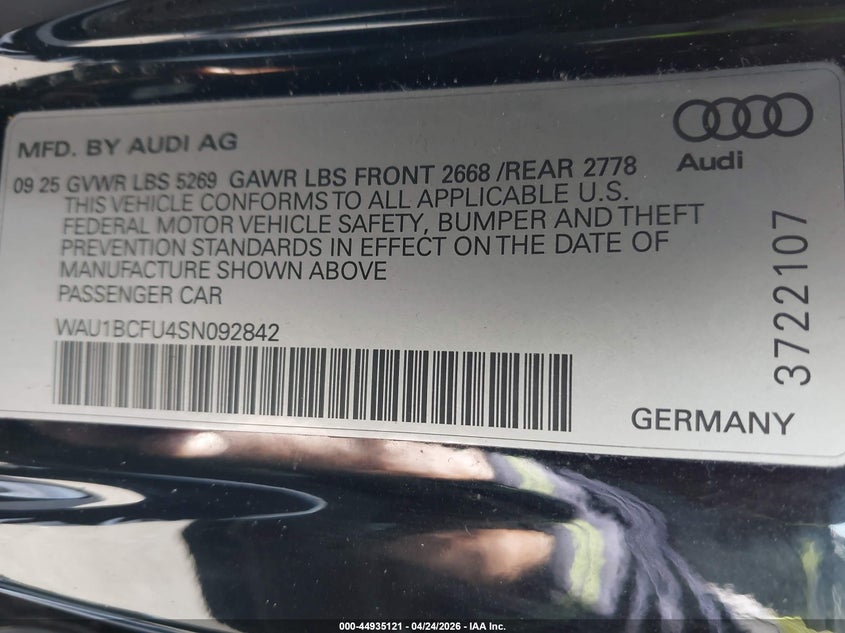 MFD. BY AUDI AG
Audi
09 25 GVWR LBS 5269 GAWR LBS FRONT 2668 /REAR 2778
THIS VEHICLE CONFORMS TO ALL APPLICABLE U.S.
FEDERAL MOTOR VEHICLE SAFETY, BUMPER AND THEFT
PREVENTION STANDARDS IN EFFECT ON THE DATE OF
MANUFACTURE SHOWN ABOVE
PASSENGER CAR
WAU1BCFU4SN092842
GERMANY
3722107
000-44935121 - 04/24/2026 - IAA Inc.